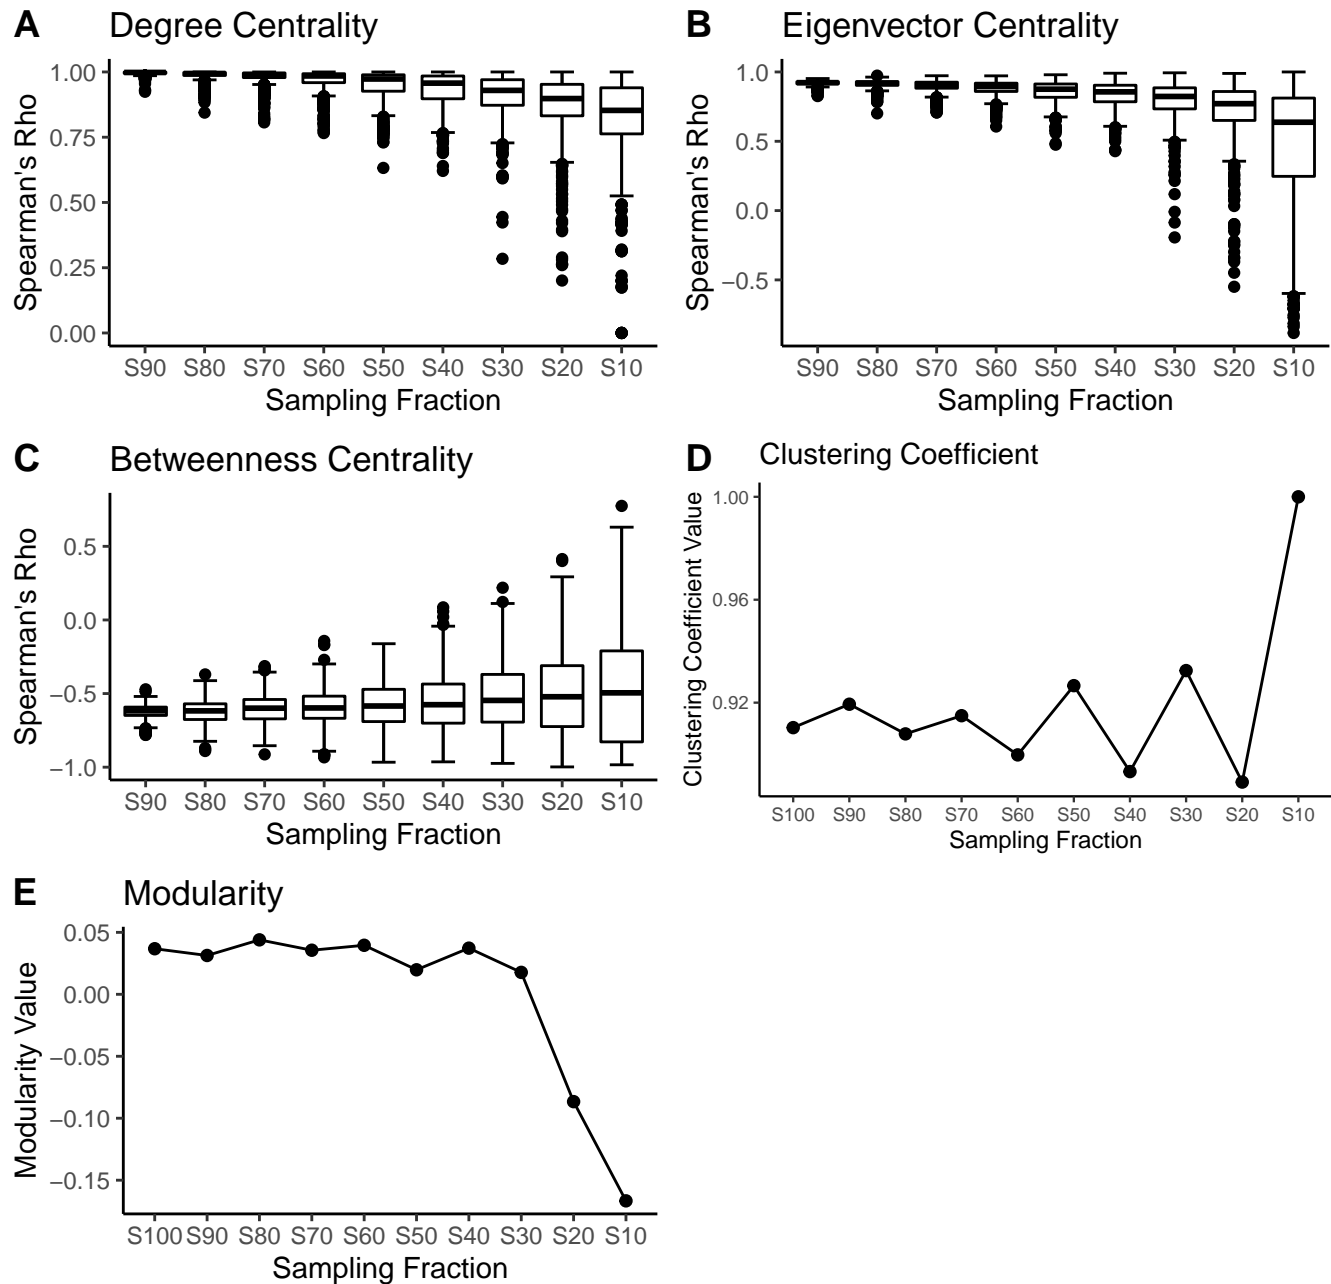 A Degree Centrality
1.00
0.75
0.50
0.25
0.00
Spearman's Rho
S90 S80 S70 S60 S50 S40 S30 S20 S10
Sampling Fraction
B Eigenvector Centrality
1.0
0.5
0.0
−0.5
Spearman's Rho
S90 S80 S70 S60 S50 S40 S30 S20 S10
Sampling Fraction
C Betweenness Centrality
0.5
0.0
−0.5
−1.0
Spearman's Rho
S90 S80 S70 S60 S50 S40 S30 S20 S10
Sampling Fraction
D Clustering Coefficient
1.00
0.96
0.92
Clustering Coefficient Value
S100 S90 S80 S70 S60 S50 S40 S30 S20 S10
Sampling Fraction
E Modularity
0.05
0.00
−0.05
−0.10
−0.15
Modularity Value
S100 S90 S80 S70 S60 S50 S40 S30 S20 S10
Sampling Fraction